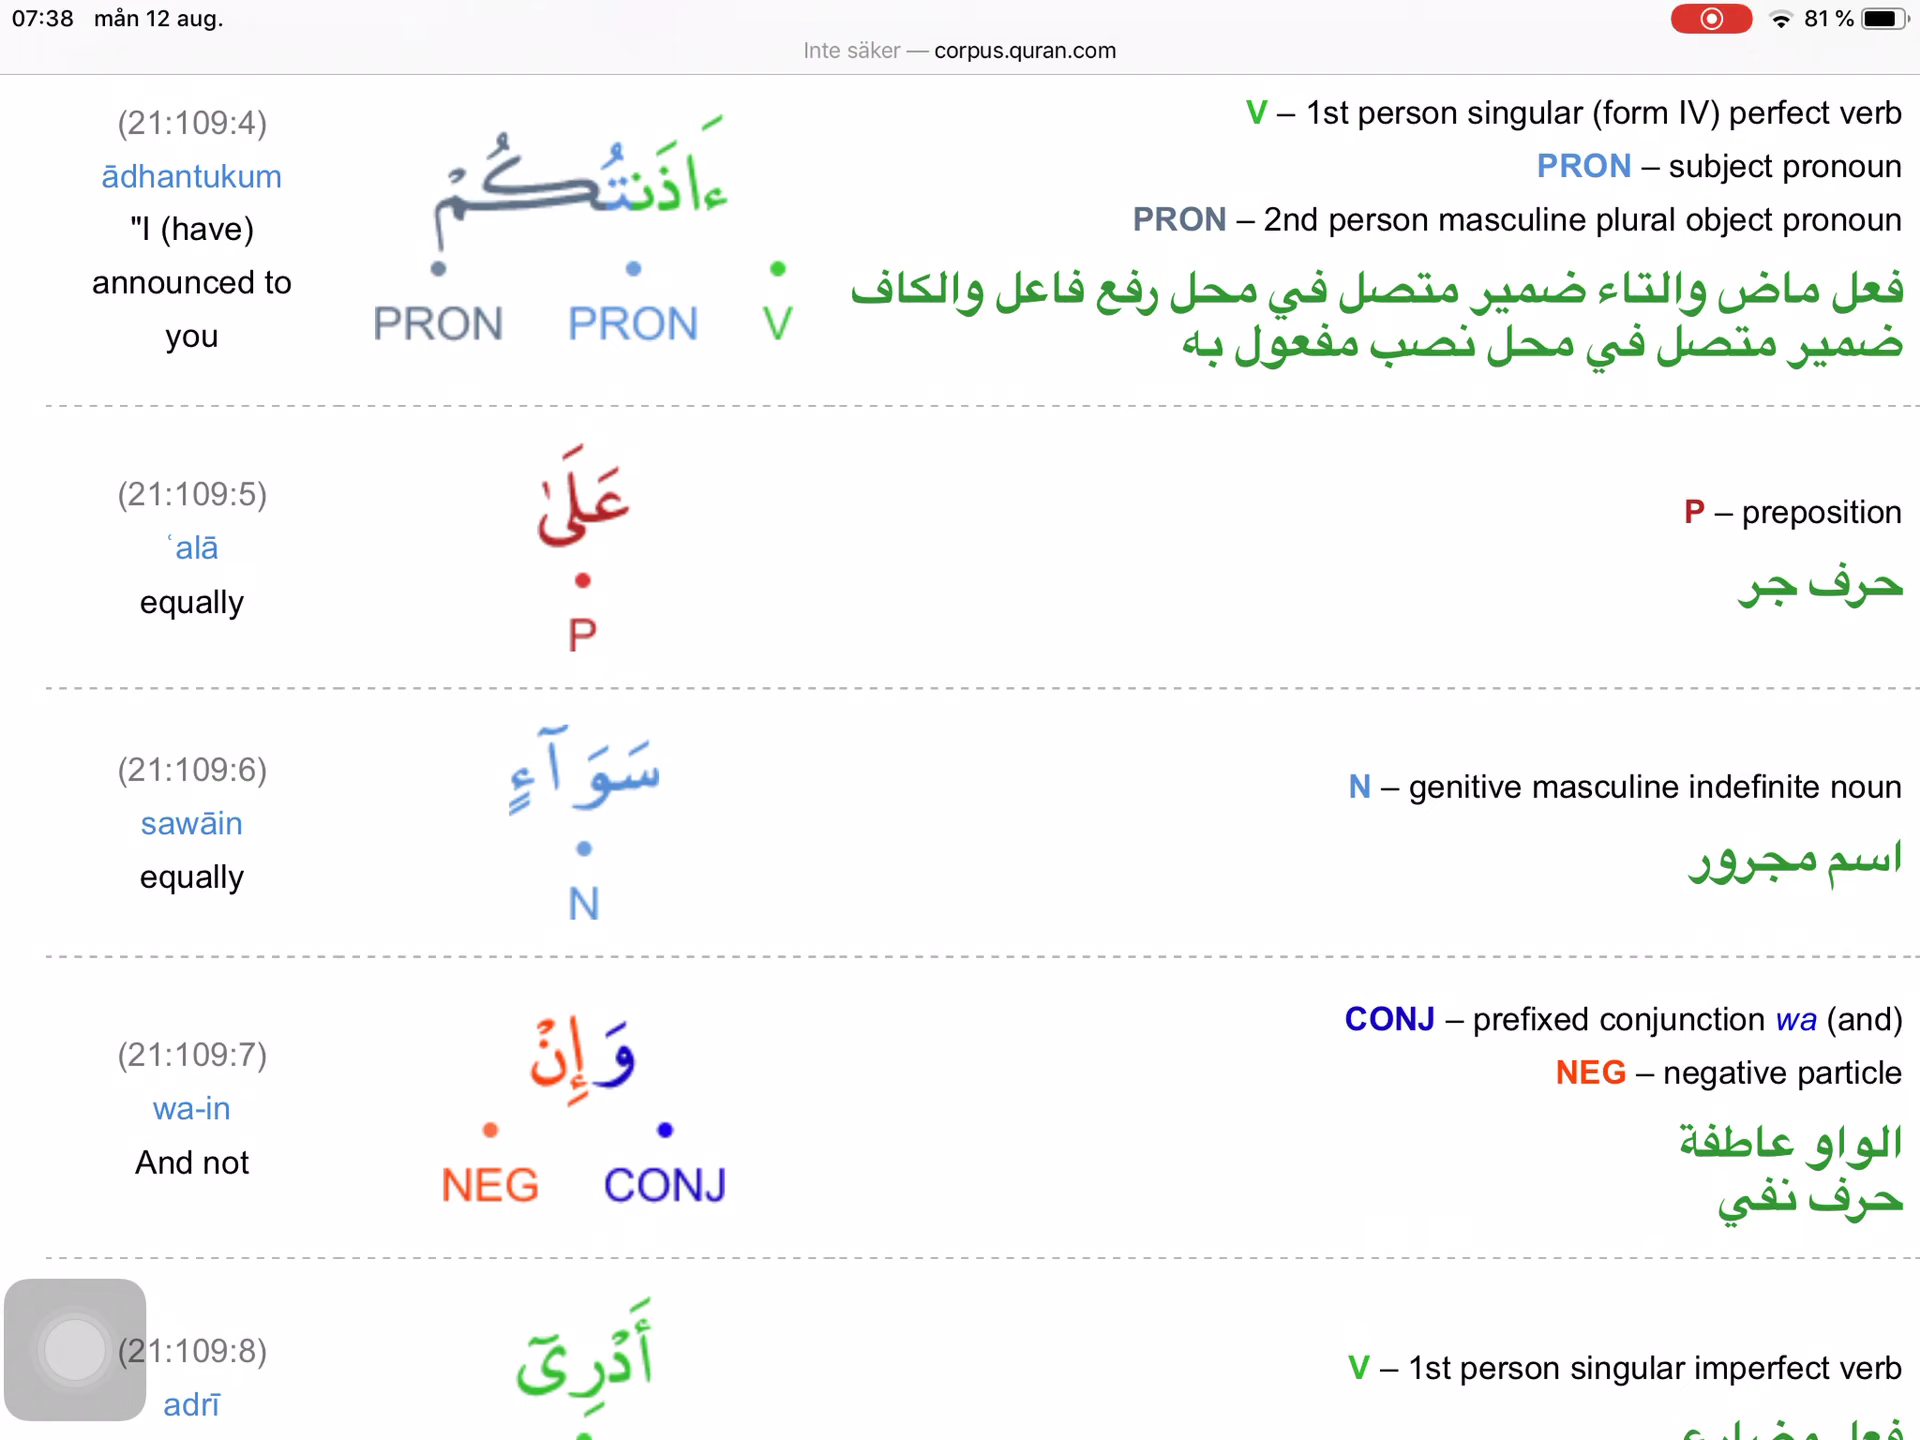 07:38 mån 12 aug.
81 %
Inte säker — corpus.quran.com
(21:109:4)
ādhantukum
"I (have)
announced to
you
ءَاذَنتُكُمْ
PRON PRON V
V – 1st person singular (form IV) perfect verb
PRON – subject pronoun
PRON – 2nd person masculine plural object pronoun
فعل ماض والتاء ضمير متصل في محل رفع فاعل والكاف
ضمير متصل في محل نصب مفعول به
(21:109:5)
ʿalā
equally
عَلَىٰ
P
P – preposition
حرف جر
(21:109:6)
sawāin
equally
سَوَآءٍ
N
N – genitive masculine indefinite noun
اسم مجرور
(21:109:7)
wa-in
And not
وَإِنْ
NEG CONJ
CONJ – prefixed conjunction wa (and)
NEG – negative particle
الواو عاطفة
حرف نفي
(21:109:8)
adrī
أَدْرِىٓ
V – 1st person singular imperfect verb
فعل مضارع